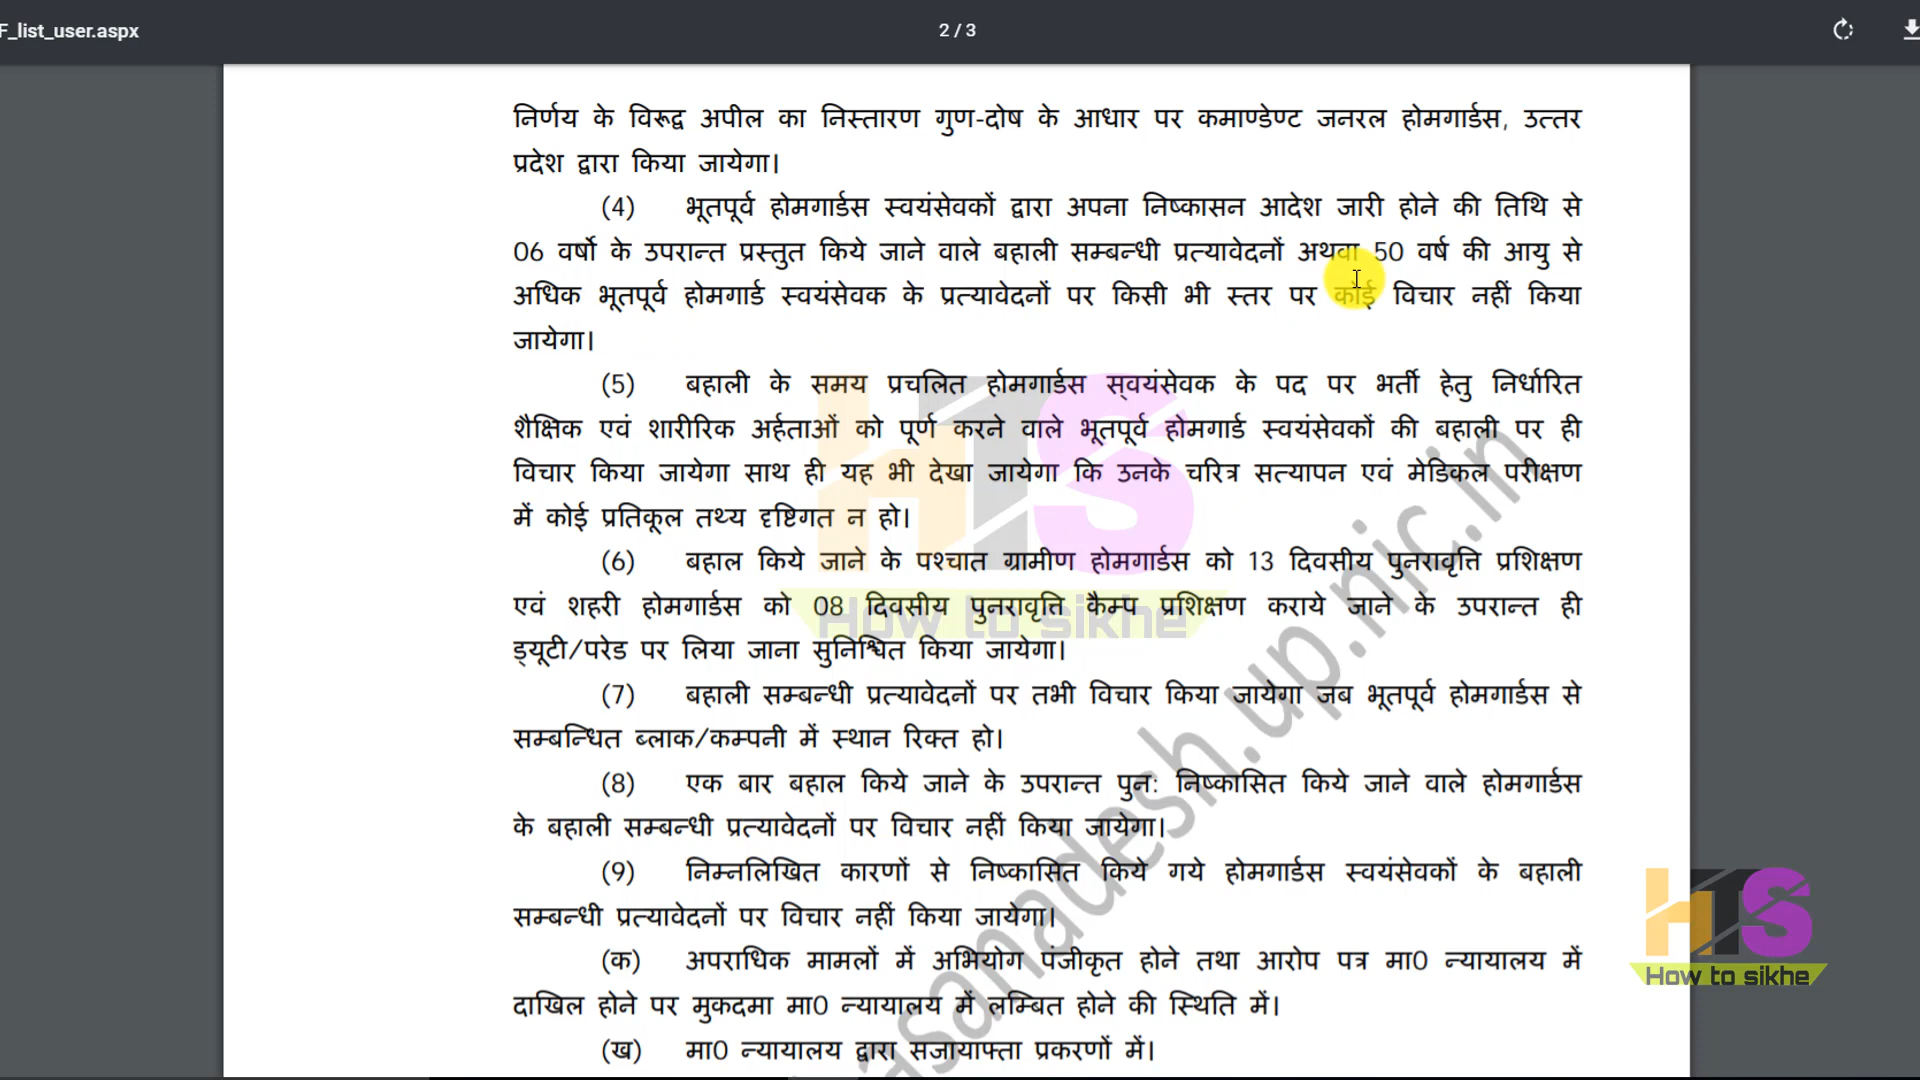 F_list_user.aspx
2 / 3
निर्णय के विरूद्व अपील का निस्तारण गुण-दोष के आधार पर कमाण्डेण्ट जनरल होमगार्डस, उत्तर
प्रदेश द्वारा किया जायेगा।
(4) भूतपूर्व होमगार्डस स्वयंसेवकों द्वारा अपना निष्कासन आदेश जारी होने की तिथि से
06 वर्षो के उपरान्त प्रस्तुत किये जाने वाले बहाली सम्बन्धी प्रत्यावेदनों अथवा 50 वर्ष की आयु से
अधिक भूतपूर्व होमगार्ड स्वयंसेवक के प्रत्यावेदनों पर किसी भी स्तर पर कोई विचार नहीं किया
जायेगा।
(5) बहाली के समय प्रचलित होमगार्डस स्‌वयंसेवक के पद पर भर्ती हेतु निर्धारित
शैक्षिक एवं शारीरिक अर्हताओं को पूर्ण करने वाले भूतपूर्व होमगार्ड स्वयंसेवकों की बहाली पर ही
विचार किया जायेगा साथ ही यह भी देखा जायेगा कि उनके चरित्र सत्यापन एवं मेडिकल परीक्षण
में कोई प्रतिकूल तथ्य दृष्टिगत न हो।
(6) बहाल किये जाने के पश्चात ग्रामीण होमगार्डस को 13 दिवसीय पुनरावृत्ति प्रशिक्षण
एवं शहरी होमगार्डस को 08 दिवसीय पुनरावृत्ति कैम्प प्रशिक्षण कराये जाने के उपरान्त ही
ड्यूटी/परेड पर लिया जाना सुनिश्चित किया जायेगा।
(7) बहाली सम्बन्धी प्रत्यावेदनों पर तभी विचार किया जायेगा जब भूतपूर्व होमगार्डस से
सम्बन्धित ब्लाक/कम्पनी में स्थान रिक्त हो।
(8) एक बार बहाल किये जाने के उपरान्त पुन: निष्कासित किये जाने वाले होमगार्डस
के बहाली सम्बन्धी प्रत्यावेदनों पर विचार नहीं किया जायेगा।
(9) निम्नलिखित कारणों से निष्कासित किये गये होमगार्डस स्वयंसेवकों के बहाली
सम्बन्धी प्रत्यावेदनों पर विचार नहीं किया जायेगा।
(क) अपराधिक मामलों में अभियोग पंजीकृत होने तथा आरोप पत्र मा0 न्यायालय में
दाखिल होने पर मुकदमा मा0 न्यायालय में लम्बित होने की स्थिति में।
(ख) मा0 न्यायालय द्वारा सजायाफ्ता प्रकरणों में।
HTS
How to sikhe
asanadesh.up.nic.in
HTS
How to sikhe